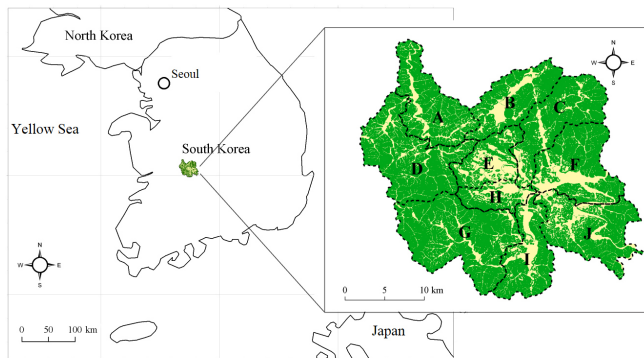 North Korea
Seoul
Yellow Sea
South Korea
N
W E
S
0 50 100 km
Japan
N
W E
S
A
B
C
D
E
F
H
G
I
J
0 5 10 km